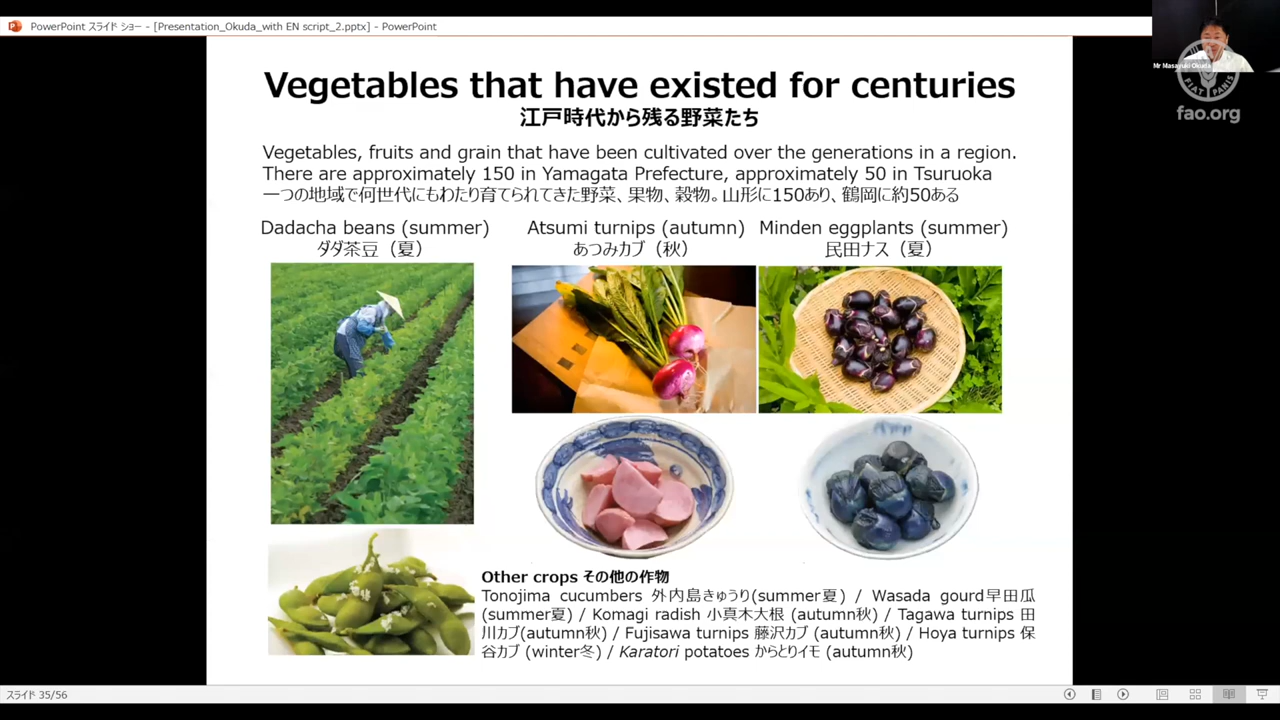 PowerPoint スライド ショー - [Presentation_Okuda_with EN script_2.pptx] - PowerPoint
Mr Masayuki Okuda
FIAT PANIS
fao.org
Vegetables that have existed for centuries
江戸時代から残る野菜たち
Vegetables, fruits and grain that have been cultivated over the generations in a region.
There are approximately 150 in Yamagata Prefecture, approximately 50 in Tsuruoka
一つの地域で何世代にもわたり育てられてきた野菜、果物、穀物。山形に150あり、鶴岡に約50ある
Dadacha beans (summer)
ダダ茶豆（夏）
Atsumi turnips (autumn)
あつみカブ（秋）
Minden eggplants (summer)
民田ナス（夏）
Other crops その他の作物
Tonojima cucumbers 外内島きゅうり(summer夏) / Wasada gourd早田瓜
(summer夏) / Komagi radish 小真木大根 (autumn秋) / Tagawa turnips 田
川カブ(autumn秋) / Fujisawa turnips 藤沢カブ (autumn秋) / Hoya turnips 保
谷カブ (winter冬) / Karatori potatoes からとりイモ (autumn秋)
スライド 35/56